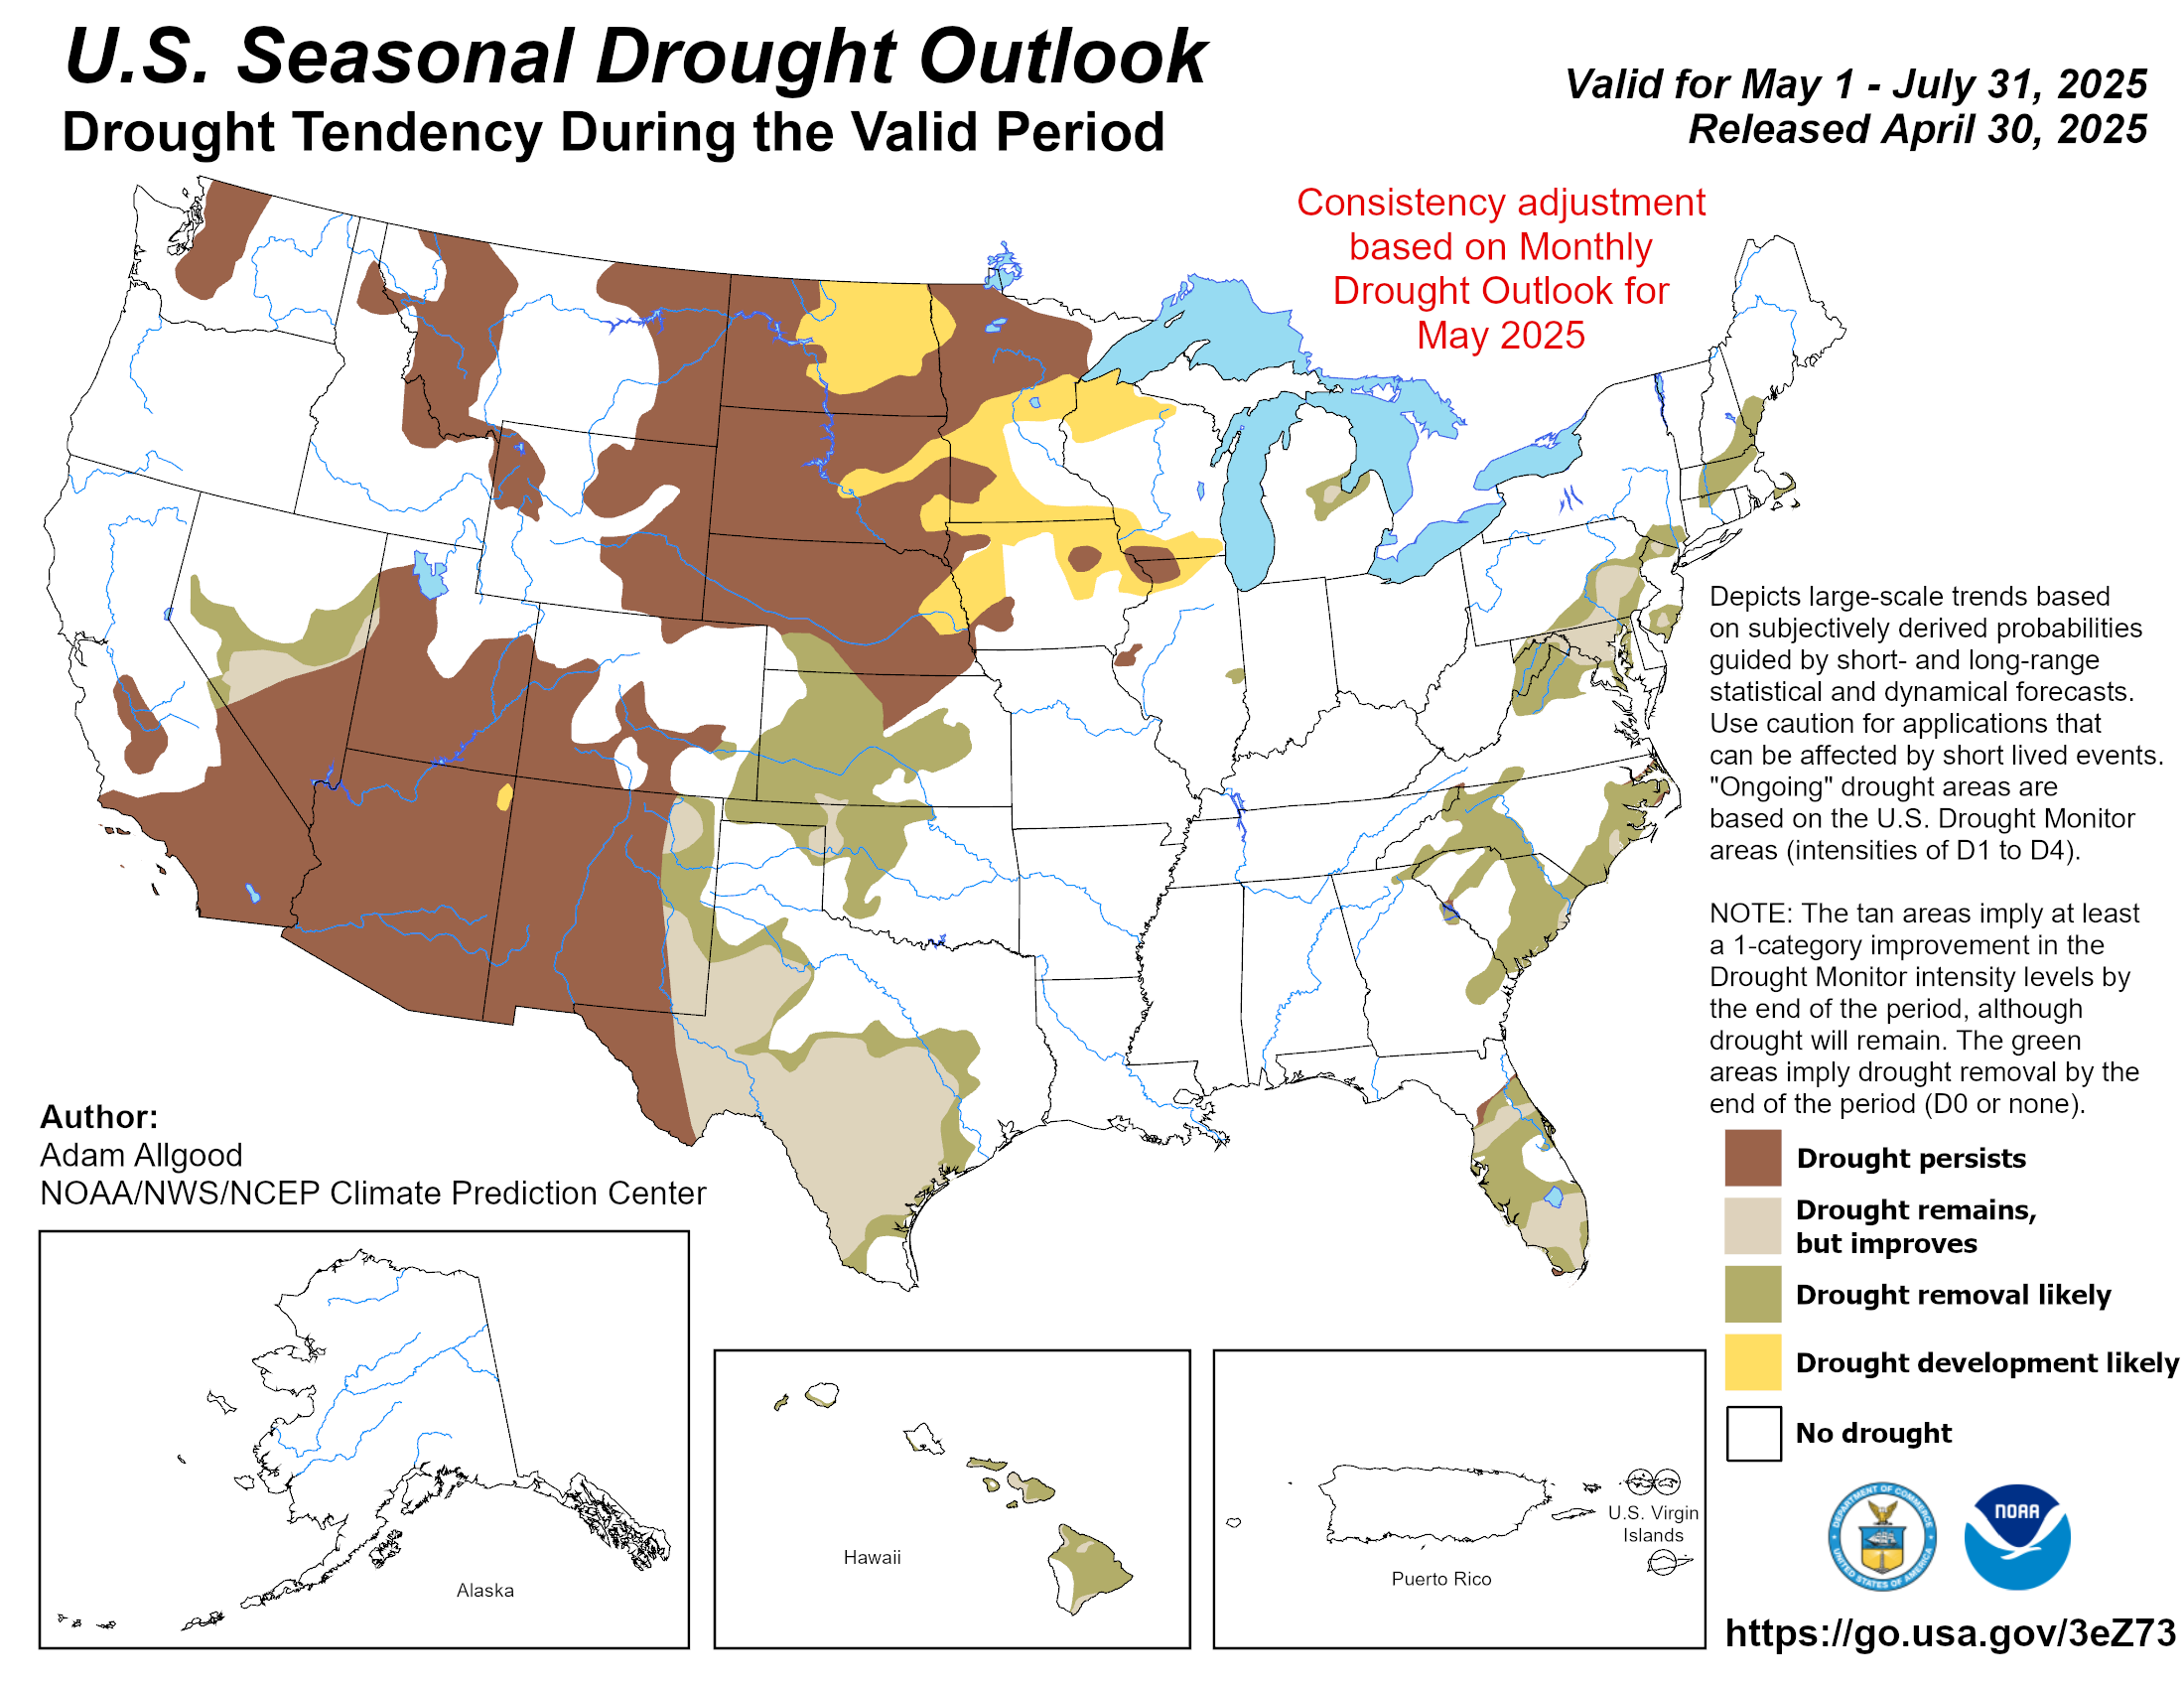 U.S. Seasonal Drought Outlook
Drought Tendency During the Valid Period
Valid for May 1 - July 31, 2025
Released April 30, 2025
Consistency adjustment
based on Monthly
Drought Outlook for
May 2025
Depicts large-scale trends based
on subjectively derived probabilities
guided by short- and long-range
statistical and dynamical forecasts.
Use caution for applications that
can be affected by short lived events.
"Ongoing" drought areas are
based on the U.S. Drought Monitor
areas (intensities of D1 to D4).
NOTE: The tan areas imply at least
a 1-category improvement in the
Drought Monitor intensity levels by
the end of the period, although
drought will remain. The green
areas imply drought removal by the
end of the period (D0 or none).
Author:
Adam Allgood
NOAA/NWS/NCEP Climate Prediction Center
Drought persists
Drought remains,
but improves
Drought removal likely
Drought development likely
No drought
Alaska
Hawaii
Puerto Rico
U.S. Virgin
Islands
DEPARTMENT OF COMMERCE
UNITED STATES OF AMERICA
NOAA
https://go.usa.gov/3eZ73